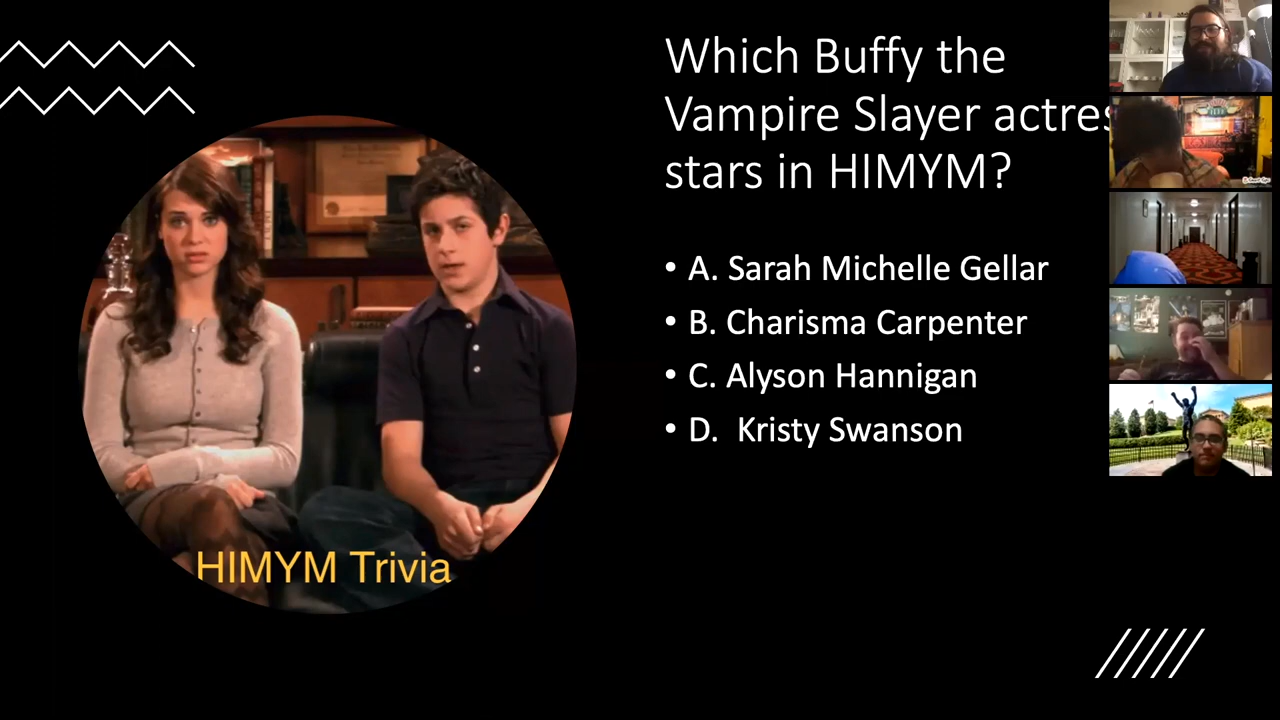 Which Buffy the
Vampire Slayer actres
stars in HIMYM?
• A. Sarah Michelle Gellar
• B. Charisma Carpenter
• C. Alyson Hannigan
• D. Kristy Swanson
HIMYM Trivia